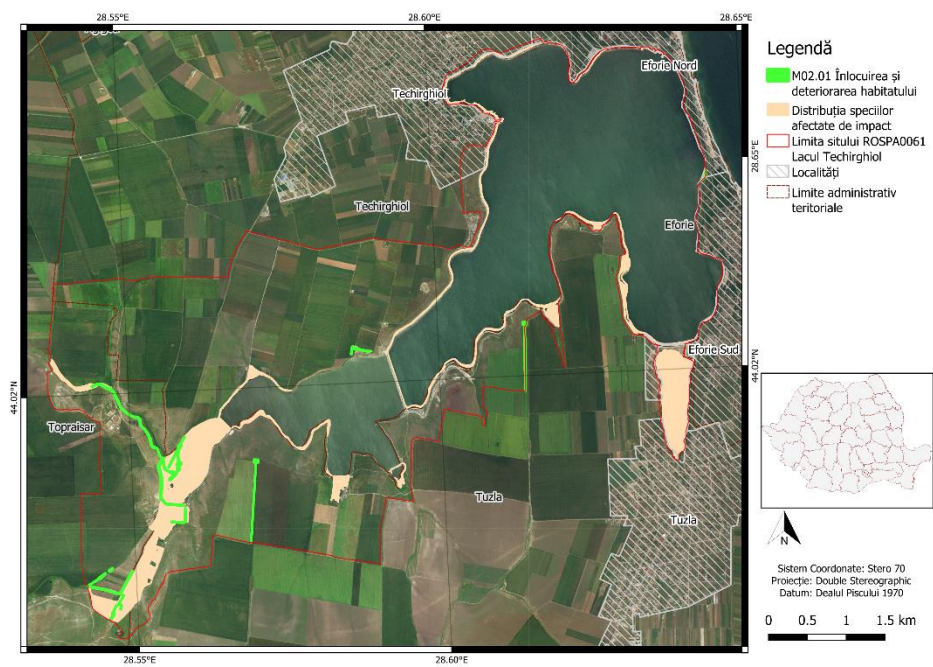 28.55°E
28.60°E
28.65°E
Eforie Nord
Techirghiol
28.65°E
Techirghiol
Eforie
Eforie Sud
44.02°N
44.02°N
Topraisar
Tuzla
Tuzla
28.55°E
28.60°E
Legendă
M02.01 Înlocuirea și
deteriorarea habitatului
Distribuția speciilor
afectate de impact
Limita sitului ROSPA0061
Lacul Techirghiol
Localități
Limite administrativ
teritoriale
N
Sistem Coordonate: Stero 70
Proiecție: Double Stereographic
Datum: Dealul Piscului 1970
0 0.5 1 1.5 km